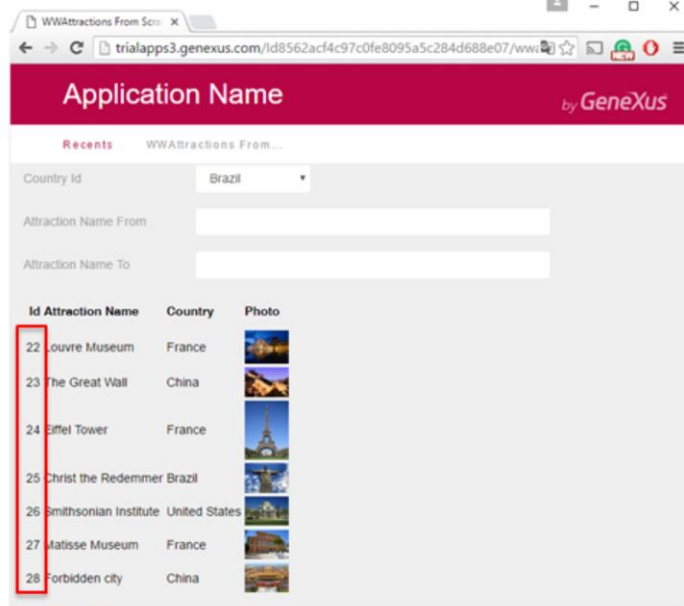 WWAttractions From Scra
trialapps3.genexus.com/Id8562acf4c97c0fe8095a5c284d688e07/wwa
Application Name
by GeneXus
Recents WWAttractions From...
Country Id Brazil
Attraction Name From
Attraction Name To
Id Attraction Name Country Photo
22 Louvre Museum France
23 The Great Wall China
24 Eiffel Tower France
25 Christ the Redemmer Brazil
26 Smithsonian Institute United States
27 Matisse Museum France
28 Forbidden city China